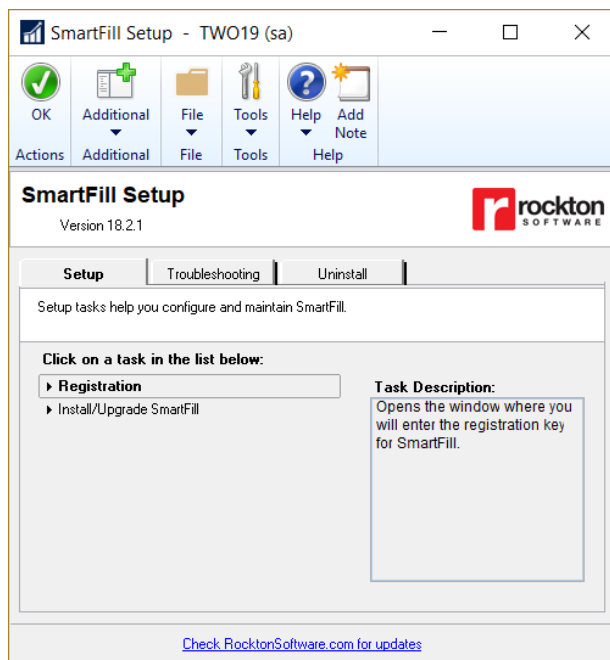 SmartFill Setup - TWO19 (sa)
OK Additional File Tools Help Add Note
Actions Additional File Tools Help
SmartFill Setup
Version 18.2.1
rockton
SOFTWARE
Setup Troubleshooting Uninstall
Setup tasks help you configure and maintain SmartFill.
Click on a task in the list below:
Registration
Install/Upgrade SmartFill
Task Description:
Opens the window where you
will enter the registration key
for SmartFill.
Check RocktonSoftware.com for updates